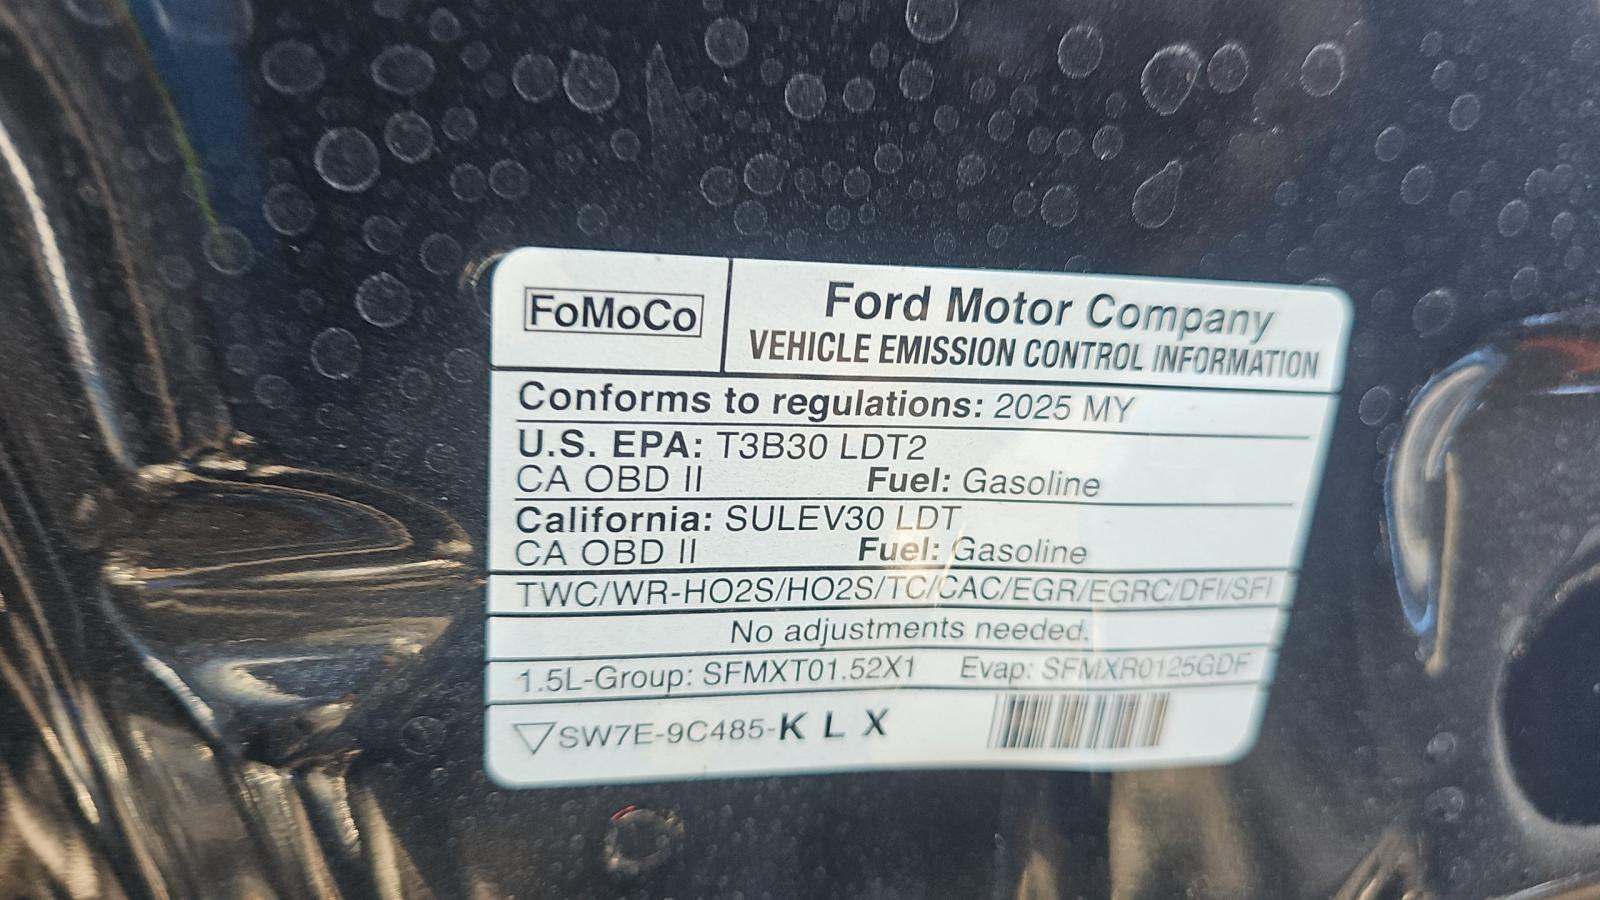 FoMoCo
Ford Motor Company
VEHICLE EMISSION CONTROL INFORMATION
Conforms to regulations: 2025 MY
U.S. EPA: T3B30 LDT2
CA OBD II Fuel: Gasoline
California: SULEV30 LDT
CA OBD II Fuel: Gasoline
TWC/WR-HO2S/HO2S/TC/CAC/EGR/EGRC/DFI/SFI
No adjustments needed.
1.5L-Group: SFMXT01.52X1 Evap: SFMXR0125GDF
SW7E-9C485-K L X